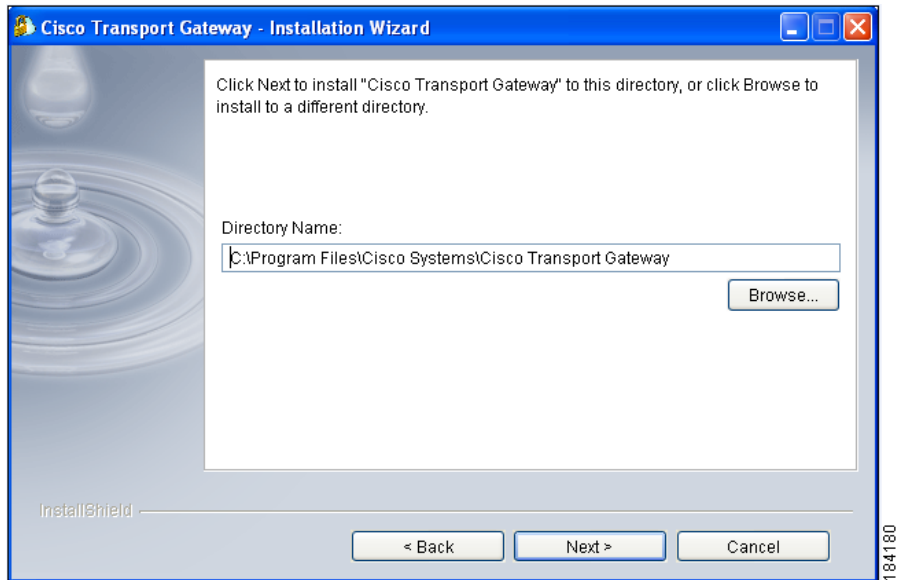 Cisco Transport Gateway - Installation Wizard
Click Next to install "Cisco Transport Gateway" to this directory, or click Browse to
install to a different directory.
Directory Name:
C:\Program Files\Cisco Systems\Cisco Transport Gateway
Browse...
InstallShield
< Back
Next >
Cancel
184180